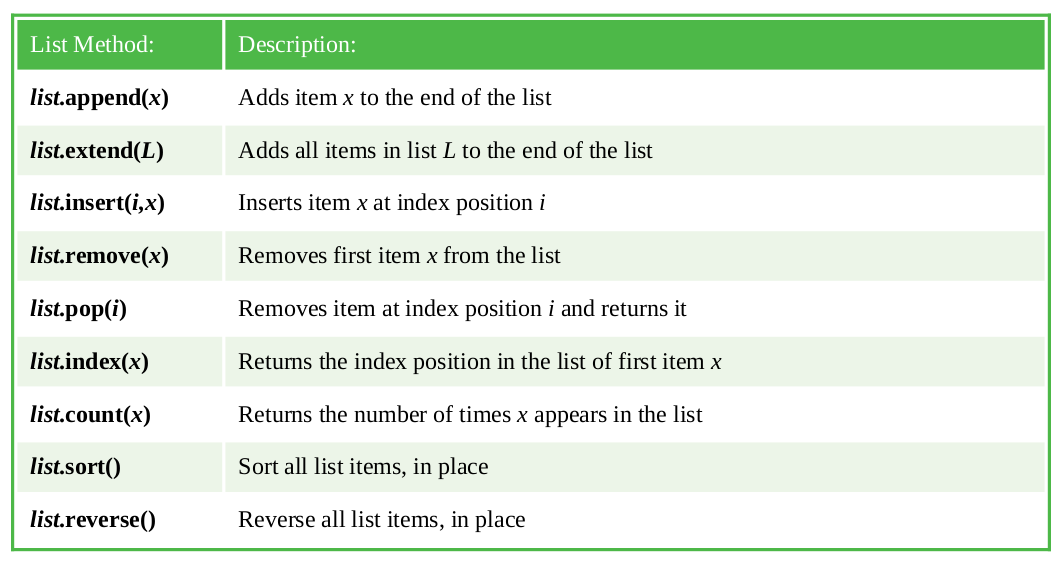 List Method: Description:
list.append(x) Adds item x to the end of the list
list.extend(L) Adds all items in list L to the end of the list
list.insert(i,x) Inserts item x at index position i
list.remove(x) Removes first item x from the list
list.pop(i) Removes item at index position i and returns it
list.index(x) Returns the index position in the list of first item x
list.count(x) Returns the number of times x appears in the list
list.sort() Sort all list items, in place
list.reverse() Reverse all list items, in place